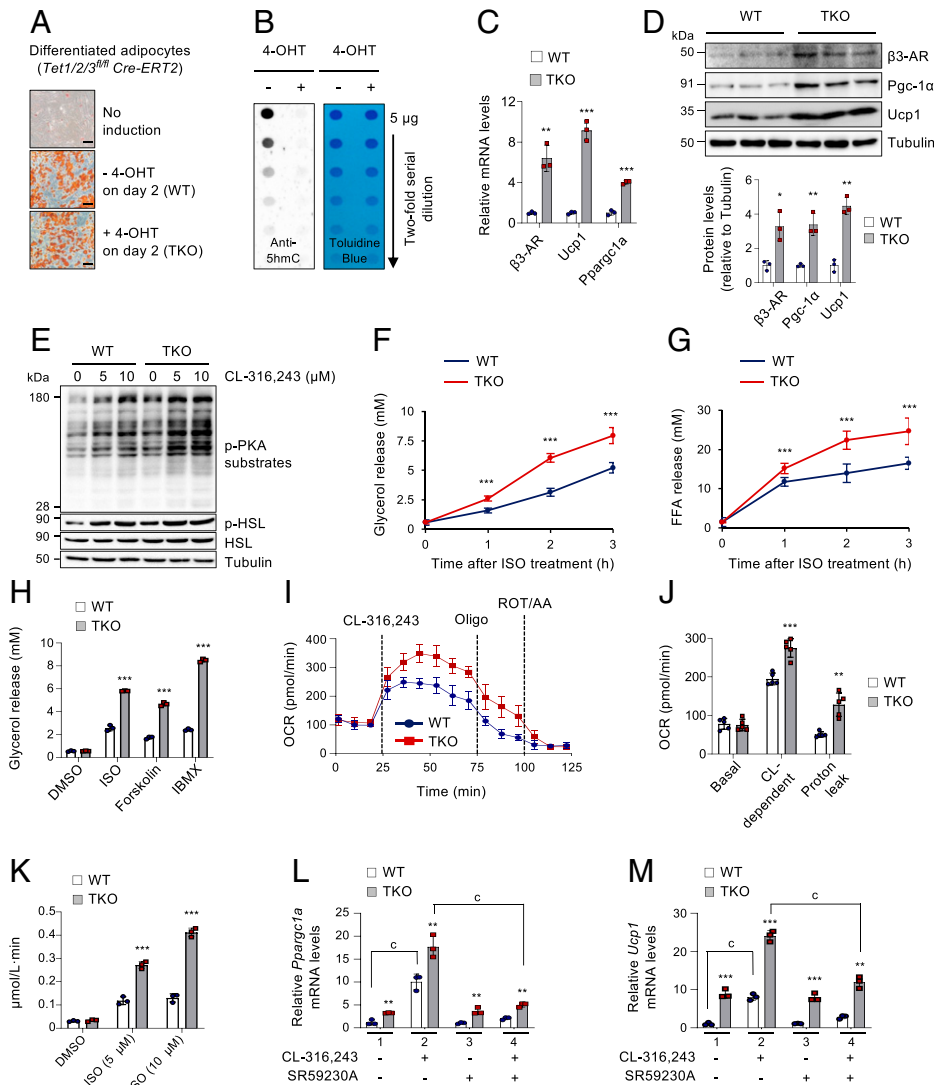 A
Differentiated adipocytes
(Tet1/2/3fl/fl Cre-ERT2)
No
induction
- 4-OHT
on day 2 (WT)
+ 4-OHT
on day 2 (TKO)
B
4-OHT
4-OHT
- + - +
5 µg
Two-fold serial
dilution
Anti-
5hmC
Toluidine
Blue
C
WT
TKO
Relative mRNA levels
12
8
4
0
**
***
***
β3-AR
Ucp1
Ppargc1a
D
WT TKO
kDa
50 β3-AR
91 Pgc-1α
35 Ucp1
50 Tubulin
Protein levels
(relative to Tubulin)
6
4
2
0
*
**
**
WT
TKO
β3-AR
Pgc-1α
Ucp1
E
WT TKO
kDa
0 5 10 0 5 10 CL-316,243 (µM)
180
p-PKA
substrates
28
90 p-HSL
90 HSL
50 Tubulin
F
WT
TKO
Glycerol release (mM)
10
7.5
5
2.5
0
***
***
***
0 1 2 3
Time after ISO treatment (h)
G
WT
TKO
FFA release (mM)
30
20
10
0
***
***
***
0 1 2 3
Time after ISO treatment (h)
H
WT
TKO
Glycerol release (mM)
10
8
6
4
2
0
***
***
***
DMSO
ISO
Forskolin
IBMX
I
CL-316,243
Oligo
ROT/AA
OCR (pmol/min)
400
300
200
100
0
WT
TKO
0 25 50 75 100 125
Time (min)
J
OCR (pmol/min)
400
300
200
100
0
***
**
WT
TKO
Basal
CL-
dependent
Proton
leak
K
WT
TKO
µmol/L·min
0.5
0.4
0.3
0.2
0.1
0
***
***
DMSO
ISO (5 µM)
SO (10 µM)
L
WT
TKO
Relative Ppargc1a
mRNA levels
25
20
15
10
5
0
c
c
**
**
**
**
1 2 3 4
CL-316,243 - + - +
SR59230A - - + +
M
WT
TKO
Relative Ucp1
mRNA levels
30
20
10
0
c
c
***
***
***
**
1 2 3 4
CL-316,243 - + - +
SR59230A - - + +